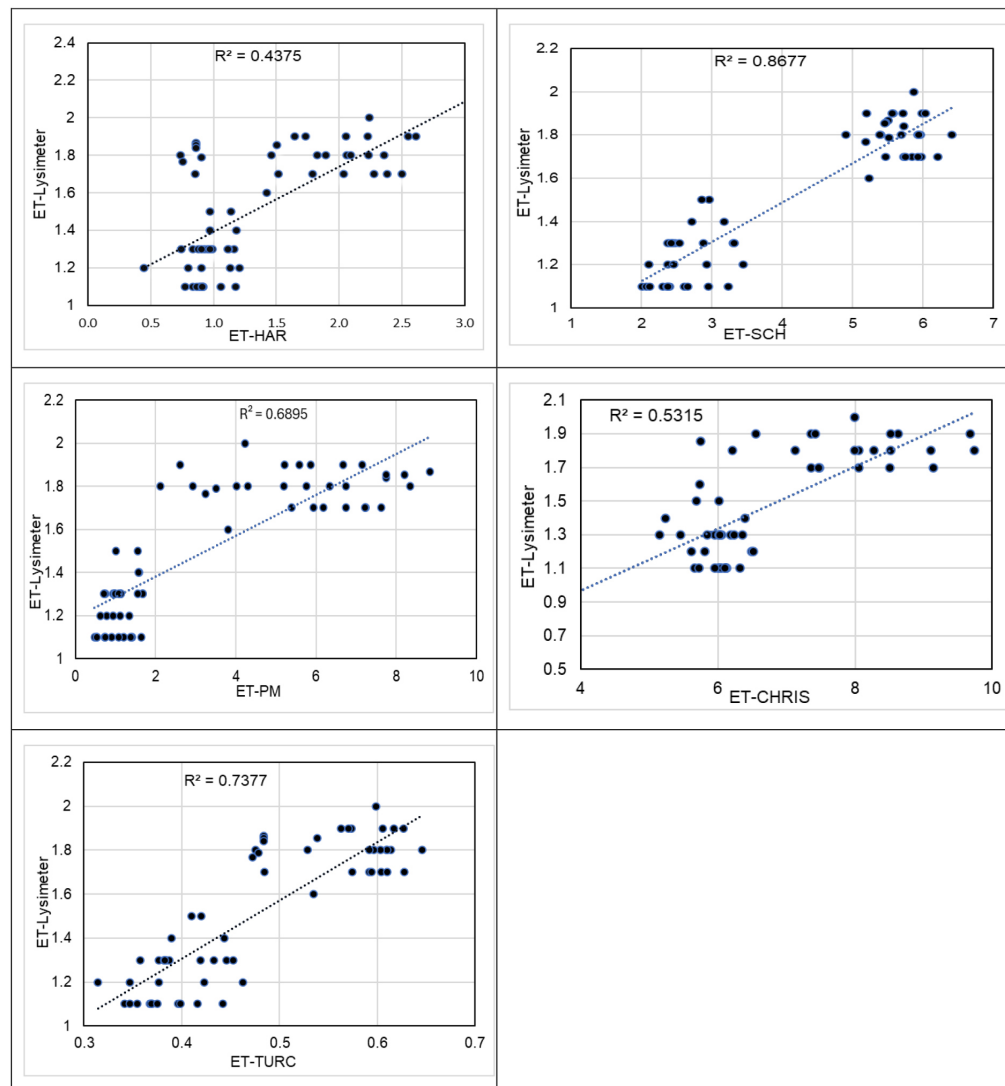 R² = 0.4375
ET-Lysimeter
2.4
2.2
2
1.8
1.6
1.4
1.2
1
0.0 0.5 1.0 1.5 2.0 2.5 3.0
ET-HAR
R² = 0.8677
ET-Lysimeter
2.2
2
1.8
1.6
1.4
1.2
1
1 2 3 4 5 6 7
ET-SCH
R² = 0.6895
ET-Lysimeter
2.2
2
1.8
1.6
1.4
1.2
1
0 2 4 6 8 10
ET-PM
R² = 0.5315
ET-Lysimeter
2.1
1.9
1.7
1.5
1.3
1.1
0.9
0.7
0.5
4 6 8 10
ET-CHRIS
R² = 0.7377
ET-Lysimeter
2.2
2
1.8
1.6
1.4
1.2
1
0.3 0.4 0.5 0.6 0.7
ET-TURC